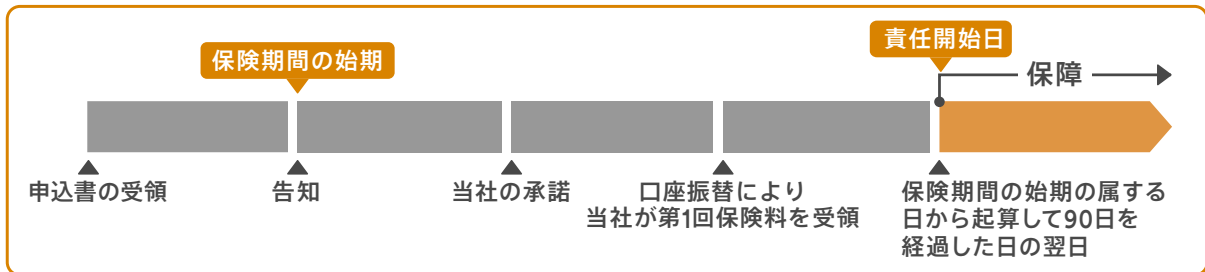 保険期間の始期
責任開始日
保障
申込書の受領
告知
当社の承諾
口座振替により
当社が第1回保険料を受領
保険期間の始期の属する
日から起算して90日を
経過した日の翌日